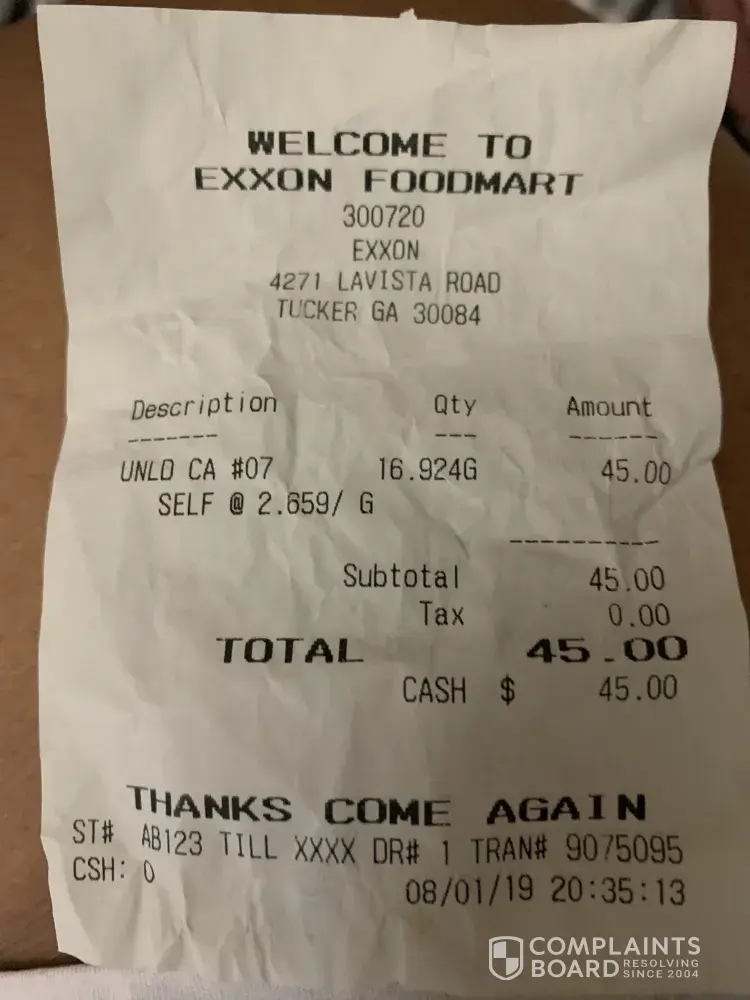 WELCOME TO
EXXON FOODMART
300720
EXXON
4271 LAVISTA ROAD
TUCKER GA 30084
Description Qty Amount
------- --- ------
UNLD CA #07 16.924G 45.00
SELF @ 2.659/ G
----------
Subtotal 45.00
Tax 0.00
TOTAL 45.00
CASH $ 45.00
THANKS COME AGAIN
ST# AB123 TILL XXXX DR# 1 TRAN# 9075095
CSH: 0 08/01/19 20:35:13
COMPLAINTS
BOARD RESOLVING SINCE 2004